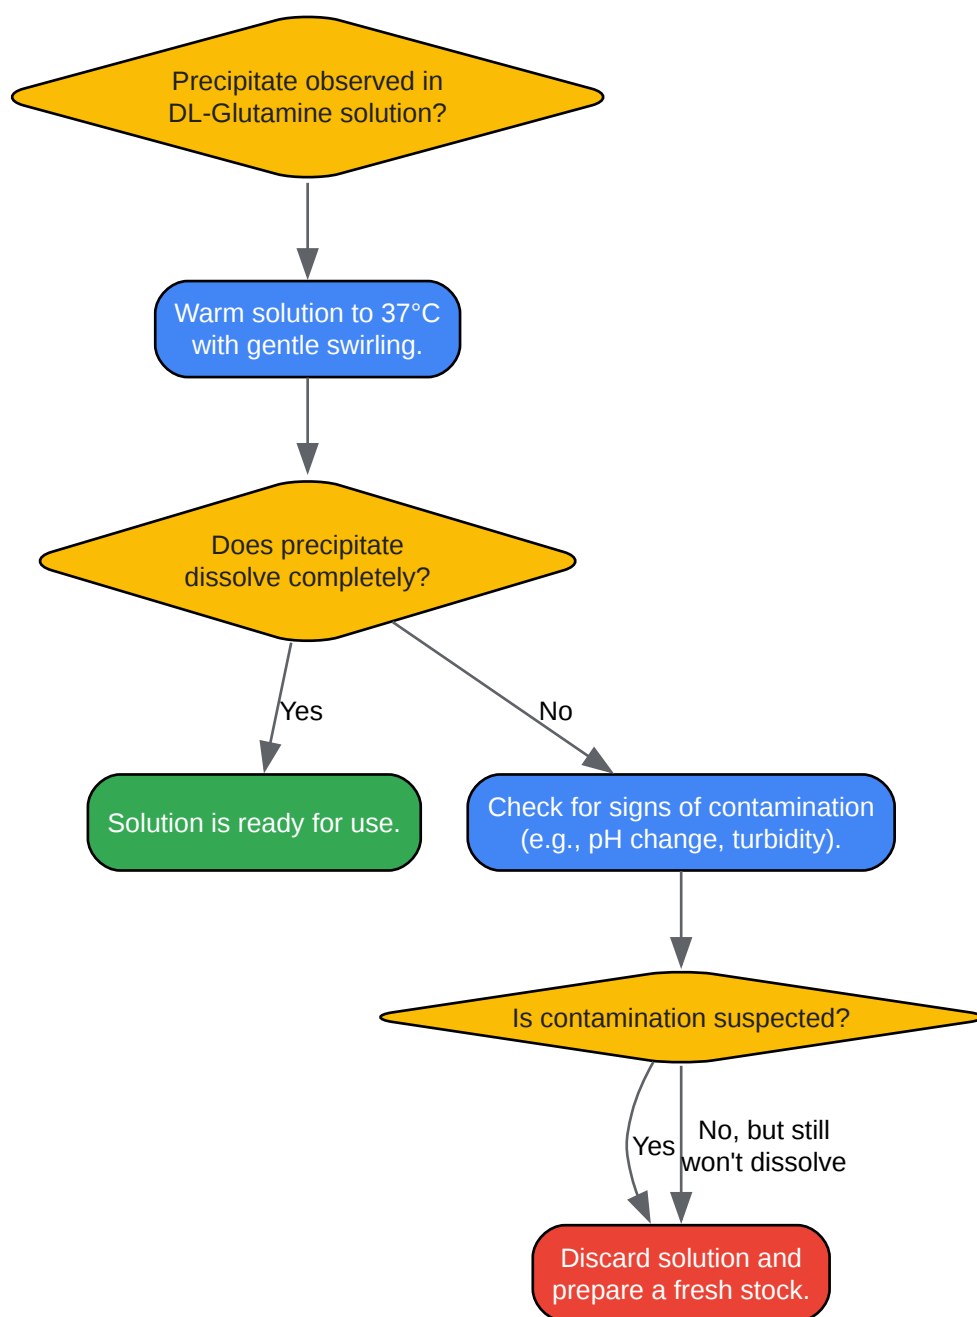 Precipitate observed in
DL-Glutamine solution?
Warm solution to 37°C
with gentle swirling.
Does precipitate
dissolve completely?
Yes
No
Solution is ready for use.
Check for signs of contamination
(e.g., pH change, turbidity).
Is contamination suspected?
Yes
No, but still
won't dissolve
Discard solution and
prepare a fresh stock.